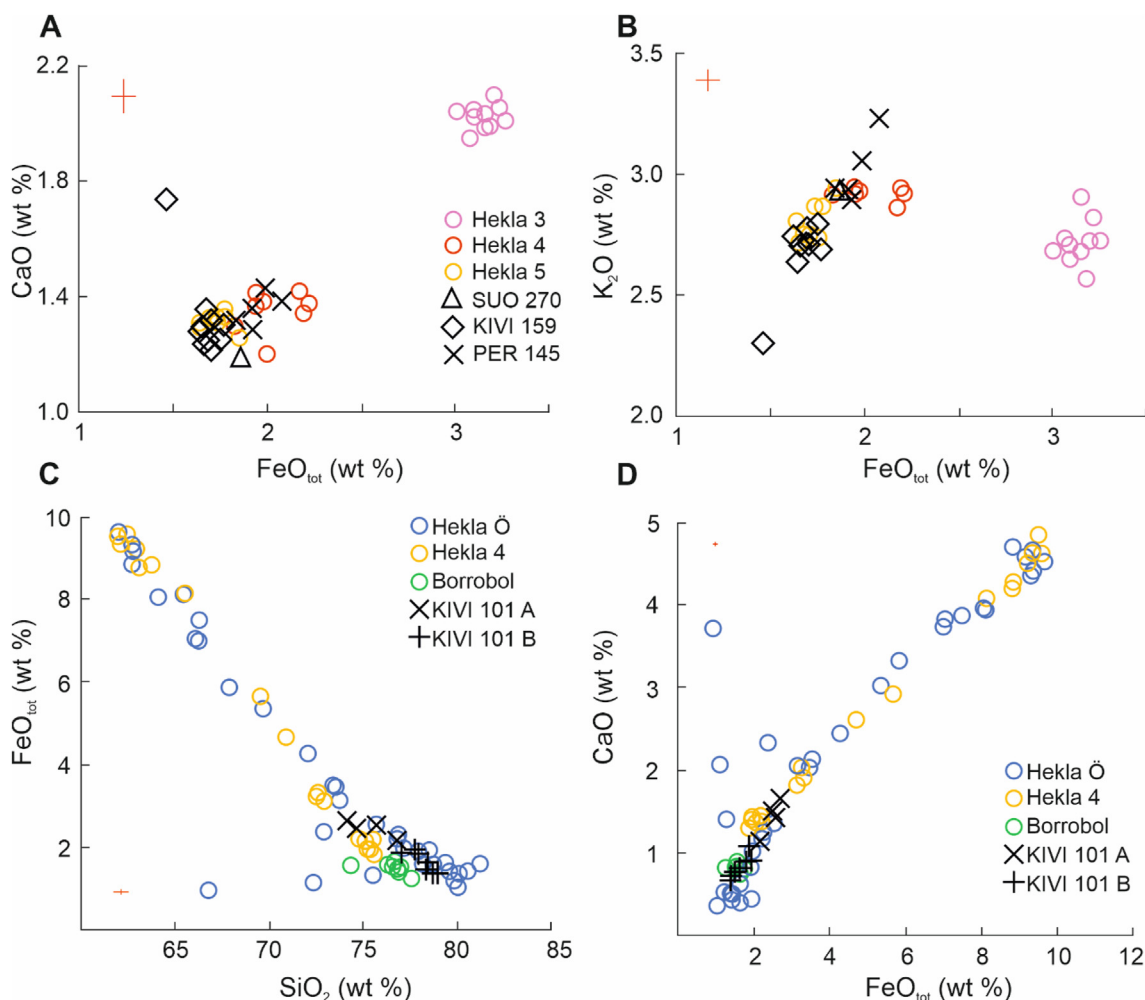 A
2.2
1.8
1.4
1.0
CaO (wt %)
1
2
3
FeOtot (wt %)
Hekla 3
Hekla 4
Hekla 5
SUO 270
KIVI 159
PER 145
B
3.5
3.0
2.5
2.0
K2O (wt %)
1
2
3
FeOtot (wt %)
C
10
8
6
4
2
FeOtot (wt %)
65
70
75
80
85
SiO2 (wt %)
Hekla Ö
Hekla 4
Borrobol
KIVI 101 A
KIVI 101 B
D
5
4
3
2
1
CaO (wt %)
2
4
6
8
10
12
FeOtot (wt %)
Hekla Ö
Hekla 4
Borrobol
KIVI 101 A
KIVI 101 B